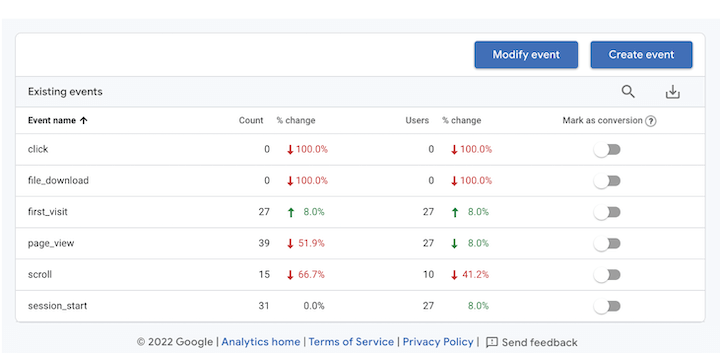 Modify event Create event
Existing events
Event name ↑ Count % change Users % change Mark as conversion ?
click 0 ↓100.0% 0 ↓100.0%
file_download 0 ↓100.0% 0 ↓100.0%
first_visit 27 ↑ 8.0% 27 ↑ 8.0%
page_view 39 ↓ 51.9% 27 ↓ 8.0%
scroll 15 ↓ 66.7% 10 ↓ 41.2%
session_start 31 0.0% 27 8.0%
© 2022 Google | Analytics home | Terms of Service | Privacy Policy | Send feedback